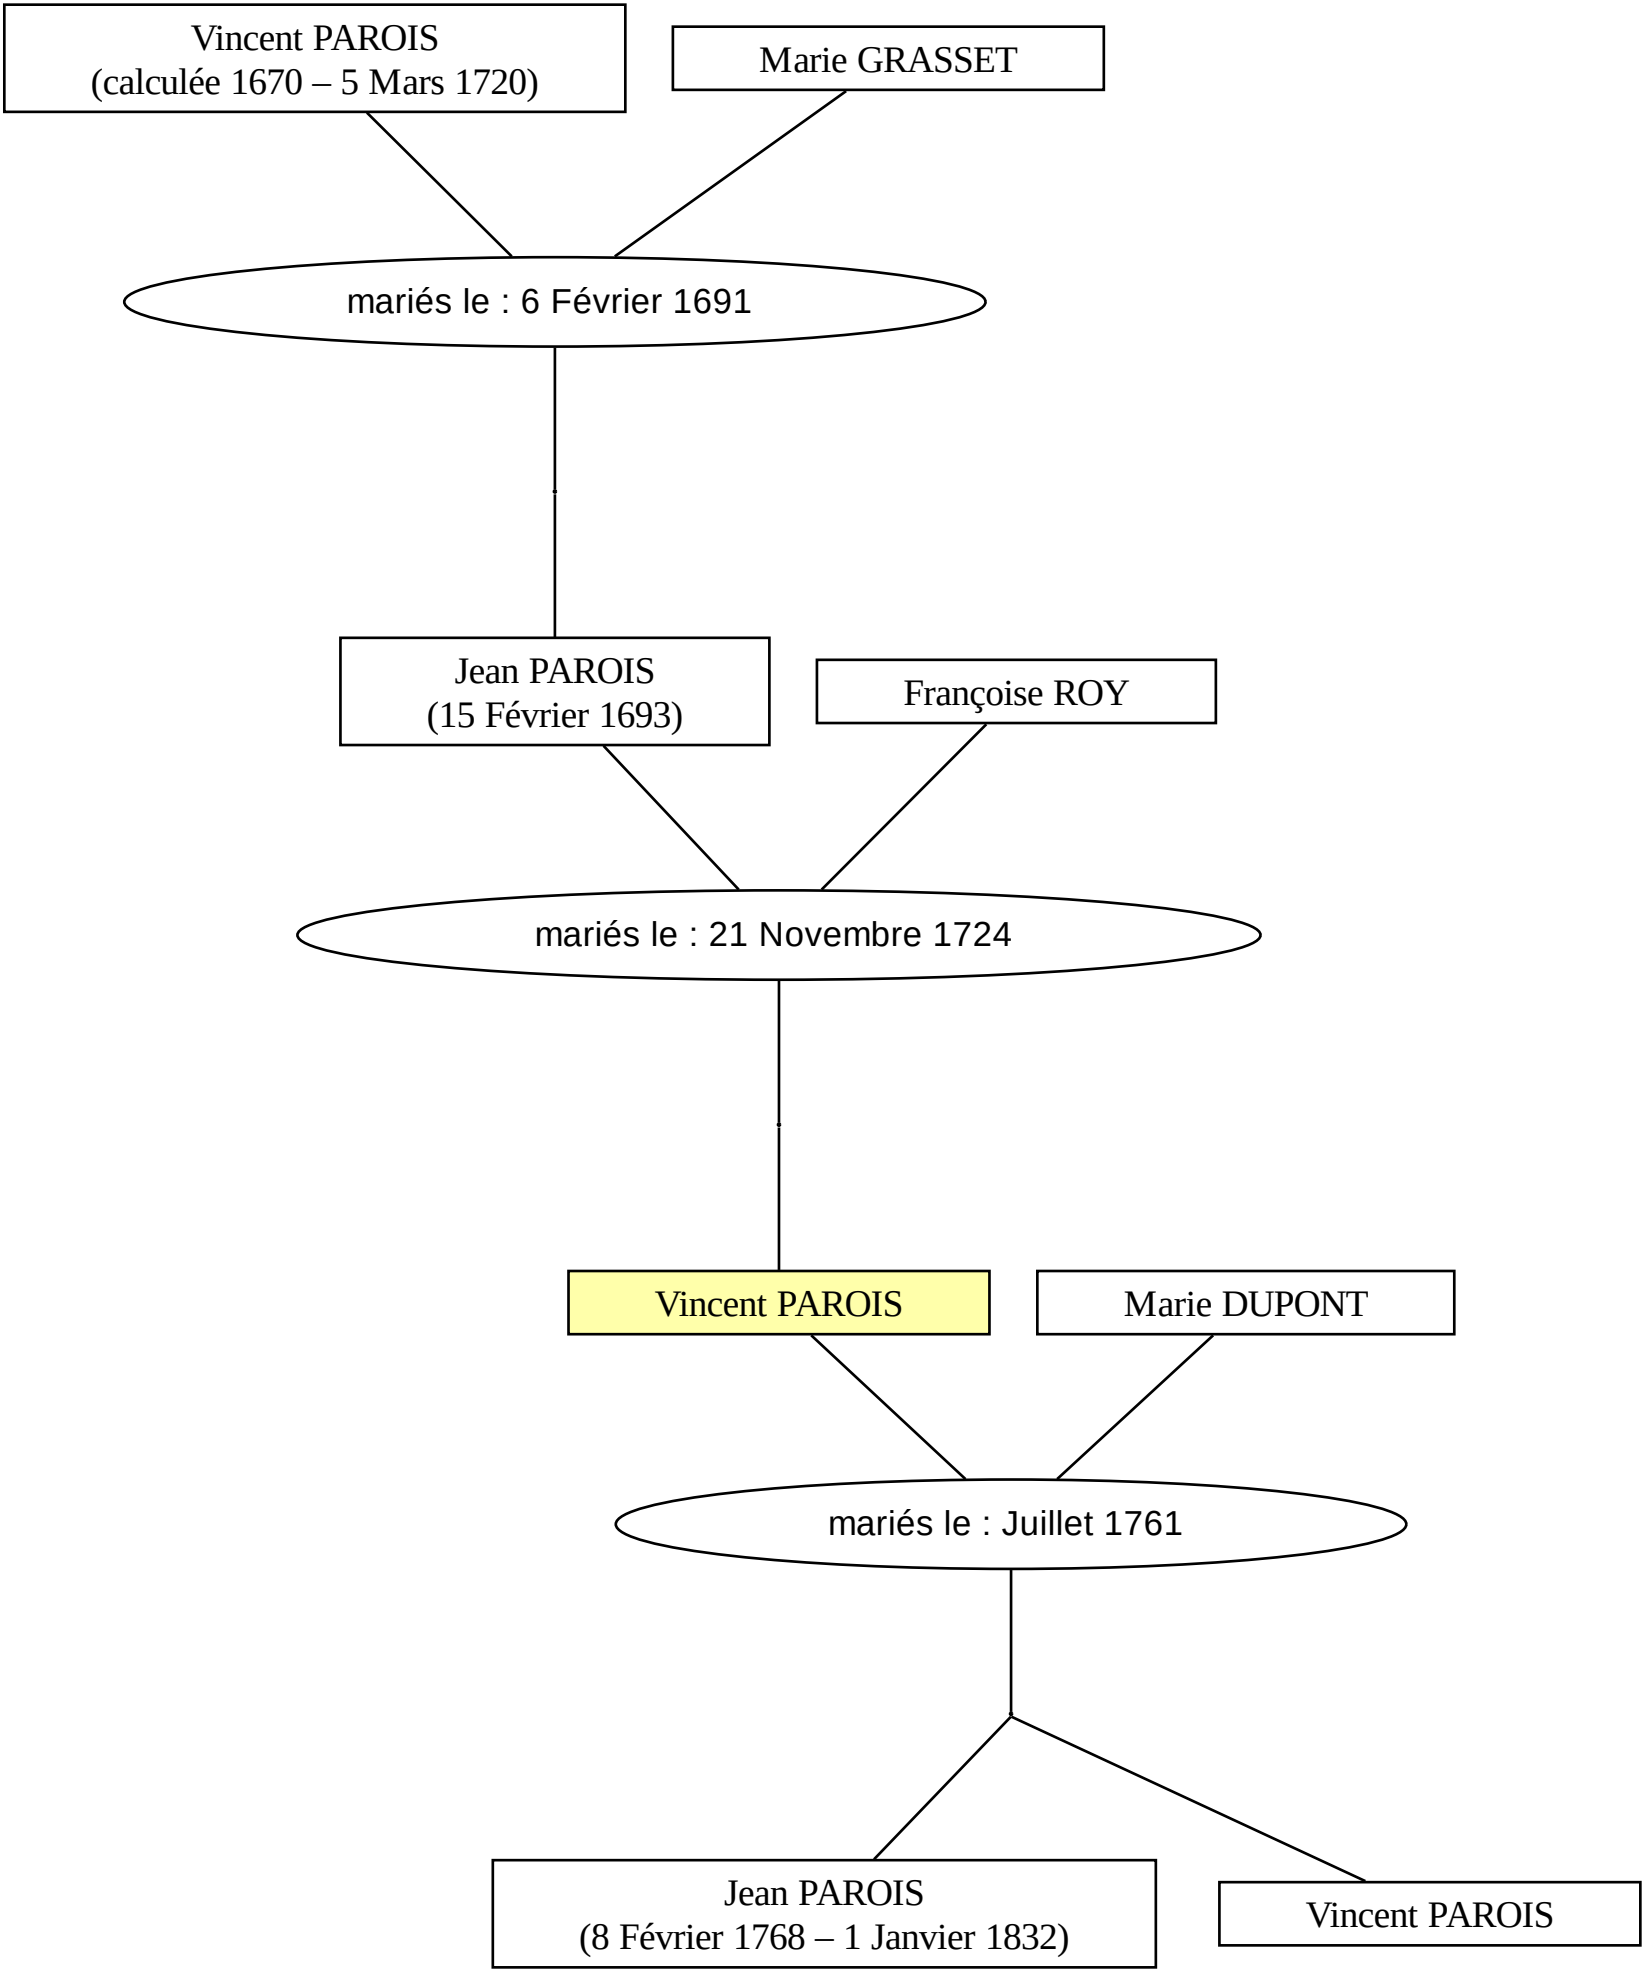 Vincent PAROIS
(calculée 1670 – 5 Mars 1720)
Marie GRASSET
mariés le : 6 Février 1691
Jean PAROIS
(15 Février 1693)
Françoise ROY
mariés le : 21 Novembre 1724
Vincent PAROIS
Marie DUPONT
mariés le : Juillet 1761
Jean PAROIS
(8 Février 1768 – 1 Janvier 1832)
Vincent PAROIS